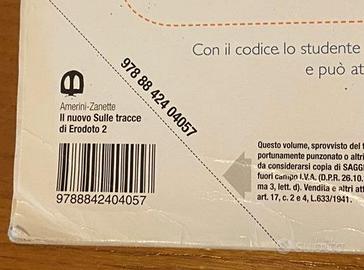 Con il codice lo studente
e può at
978 88 424 04057
Amerini-Zanette
Il nuovo Sulle tracce
di Erodoto 2
9788842404057
Questo volume, sprovvisto del t
portunamente punzonato o altri
da considerarsi copia di SAGG
fuori campo I.V.A. (D.P.R. 26.10.
ma 3, lett. d). Vendita e altri att
art. 17, c. 2 e 4, L.633/1941.